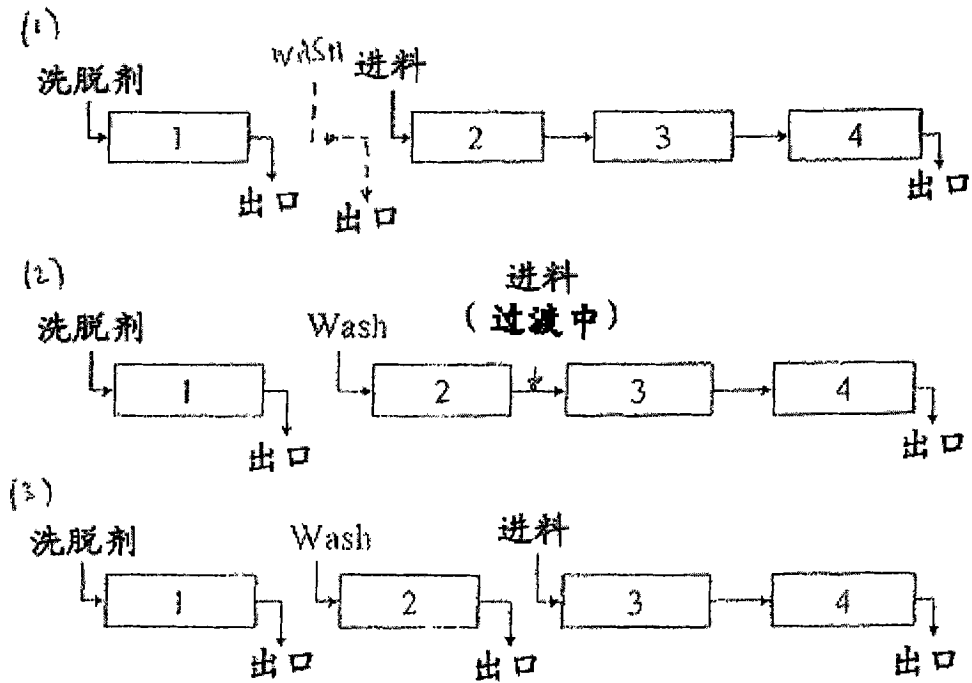 (1)
洗脱剂 WASH 进料
1 2 3 4
出口 出口 出口
(2)
洗脱剂 Wash 进料
(过渡中)
1 2 3 4
出口 出口
(3)
洗脱剂 Wash 进料
1 2 3 4
出口 出口 出口